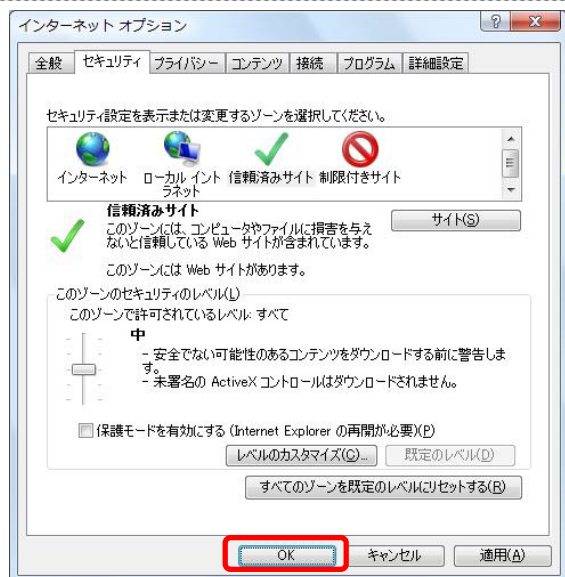 インターネット オプション
全般 セキュリティ プライバシー コンテンツ 接続 プログラム 詳細設定
セキュリティ設定を表示または変更するゾーンを選択してください。
インターネット ローカル イント 信頼済みサイト 制限付きサイト
ラネット
信頼済みサイト
サイト(S)
このゾーンには、コンピュータやファイルに損害を与え
ないと信頼している Web サイトが含まれています。
このゾーンには Web サイトがあります。
このゾーンのセキュリティのレベル(L)
このゾーンで許可されているレベル: すべて
中
- 安全でない可能性のあるコンテンツをダウンロードする前に警告しま
す。
- 未署名の ActiveX コントロールはダウンロードされません。
保護モードを有効にする (Internet Explorer の再開が必要)(P)
レベルのカスタマイズ(C)... 既定のレベル(D)
すべてのゾーンを既定のレベルにリセットする(R)
OK キャンセル 適用(A)